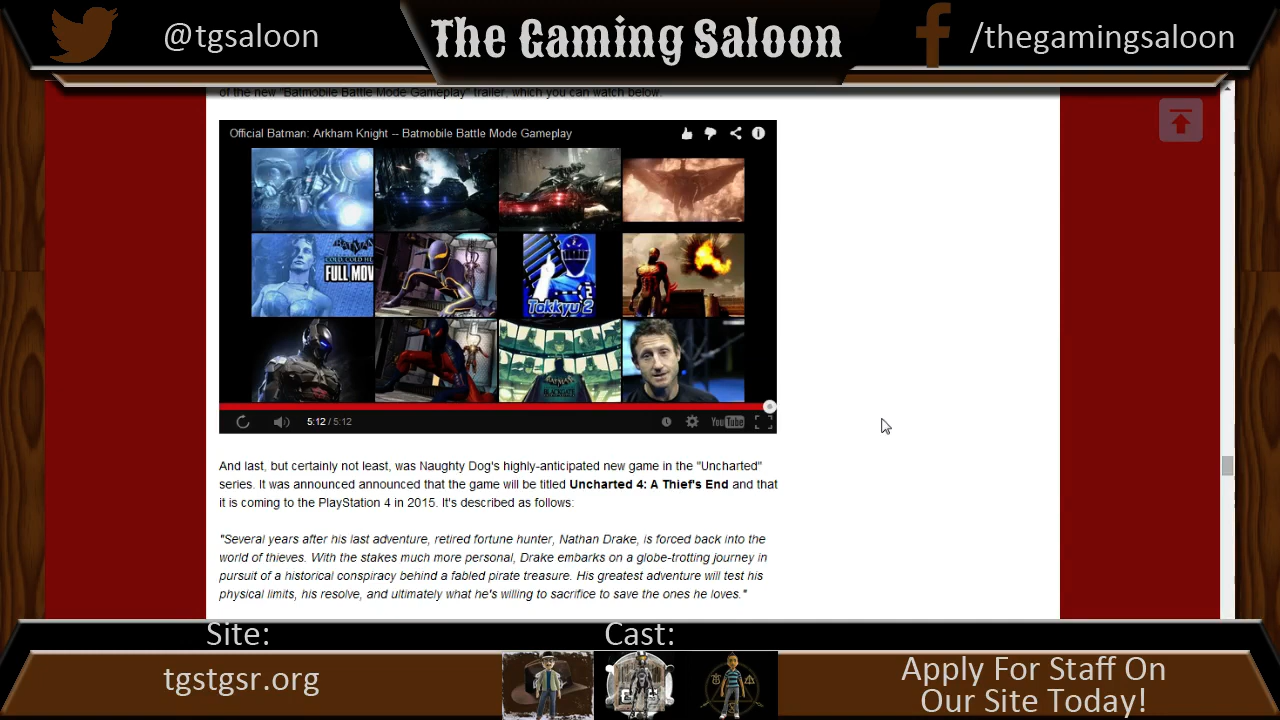 @tgsaloon
The Gaming Saloon
/thegamingsaloon
of the new "Batmobile Battle Mode Gameplay" trailer, which you can watch below.
Official Batman: Arkham Knight -- Batmobile Battle Mode Gameplay
BATMAN
FULL MOV
Tokkyu 2
BATMAN
BLACKGATE
5:12 / 5:12
YouTube
And last, but certainly not least, was Naughty Dog's highly-anticipated new game in the "Uncharted"
series. It was announced announced that the game will be titled Uncharted 4: A Thief's End and that
it is coming to the PlayStation 4 in 2015. It's described as follows:
"Several years after his last adventure, retired fortune hunter, Nathan Drake, is forced back into the
world of thieves. With the stakes much more personal, Drake embarks on a globe-trotting journey in
pursuit of a historical conspiracy behind a fabled pirate treasure. His greatest adventure will test his
physical limits, his resolve, and ultimately what he's willing to sacrifice to save the ones he loves."
Site:
Cast:
tgstgsr.org
Apply For Staff On
Our Site Today!